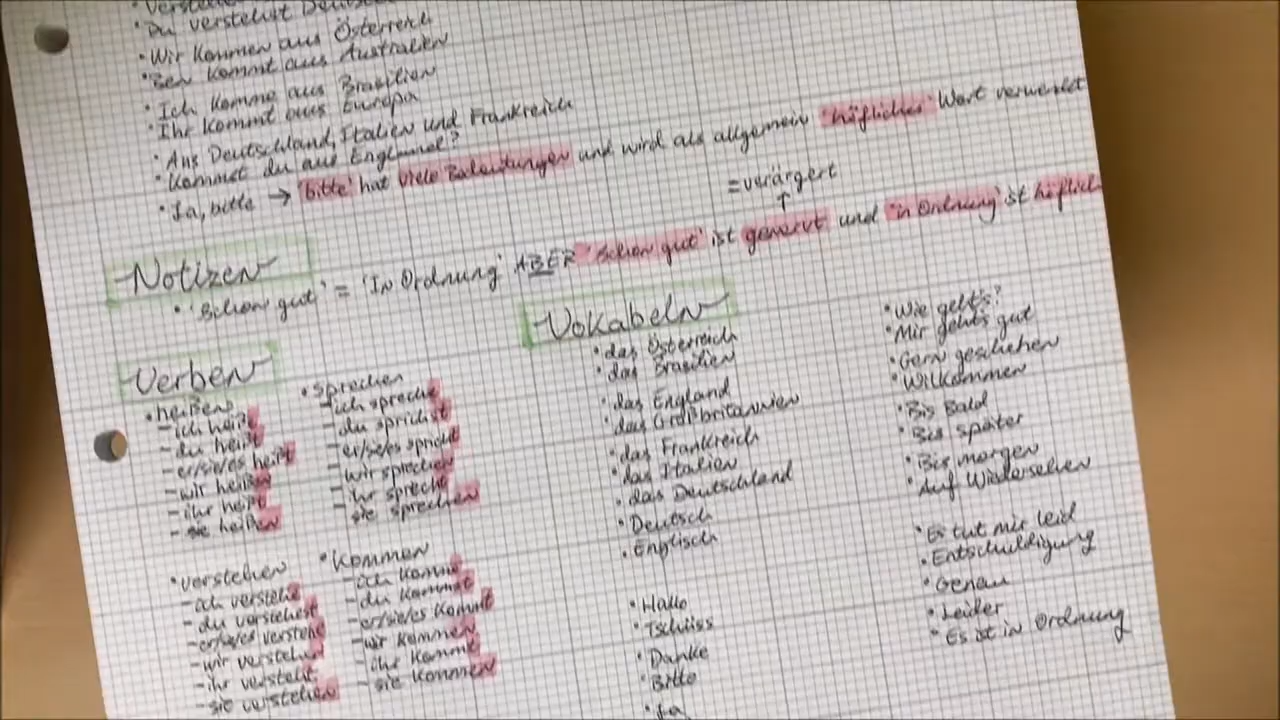 verstehe
· Du verstehst Deutsch
· Wir kommen aus Österreich
· Ben kommt aus Australien
· Ich komme aus Brasilien
· Ihr kommt aus Europa
· Aus Deutschland, Italien und Frankreich
· Kommst du aus England?
· Ja, bitte → 'bitte' hat viele Bedeutungen und wird als allgemein 'höfliches' Wort verwendet
= verärgert
↑
Notizen
· 'Schon gut' = 'In Ordnung' ABER 'Schon gut' ist genervt und 'in Ordnung' ist höflich
Verben
· heißen
- ich heiß
- du heißt
- er/sie/es heißt
- wir heißen
- ihr heißt
- sie heißen
· sprechen
- ich spreche
- du sprichst
- er/sie/es spricht
- wir sprechen
- ihr sprecht
- sie sprechen
· verstehen
- ich verstehe
- du verstehst
- er/sie/es versteht
- wir verstehen
- ihr versteht
- sie verstehen
· kommen
- ich komme
- du kommst
- er/sie/es kommt
- wir kommen
- ihr kommt
- sie kommen
Vokabeln
· das Österreich
· das Brasilien
· das England
· das Großbritannien
· das Frankreich
· das Italien
· das Deutschland
· Deutsch
· Englisch
· Hallo
· Tschüss
· Danke
· Bitte
· Ja
· Wie geht's?
· Mir geht's gut
· Gern geschehen
· Willkommen
· Bis Bald
· Bis später
· Bis morgen
· Auf Wiedersehen
· Es tut mir leid
· Entschuldigung
· Genau
· Leider
· Es ist in Ordnung